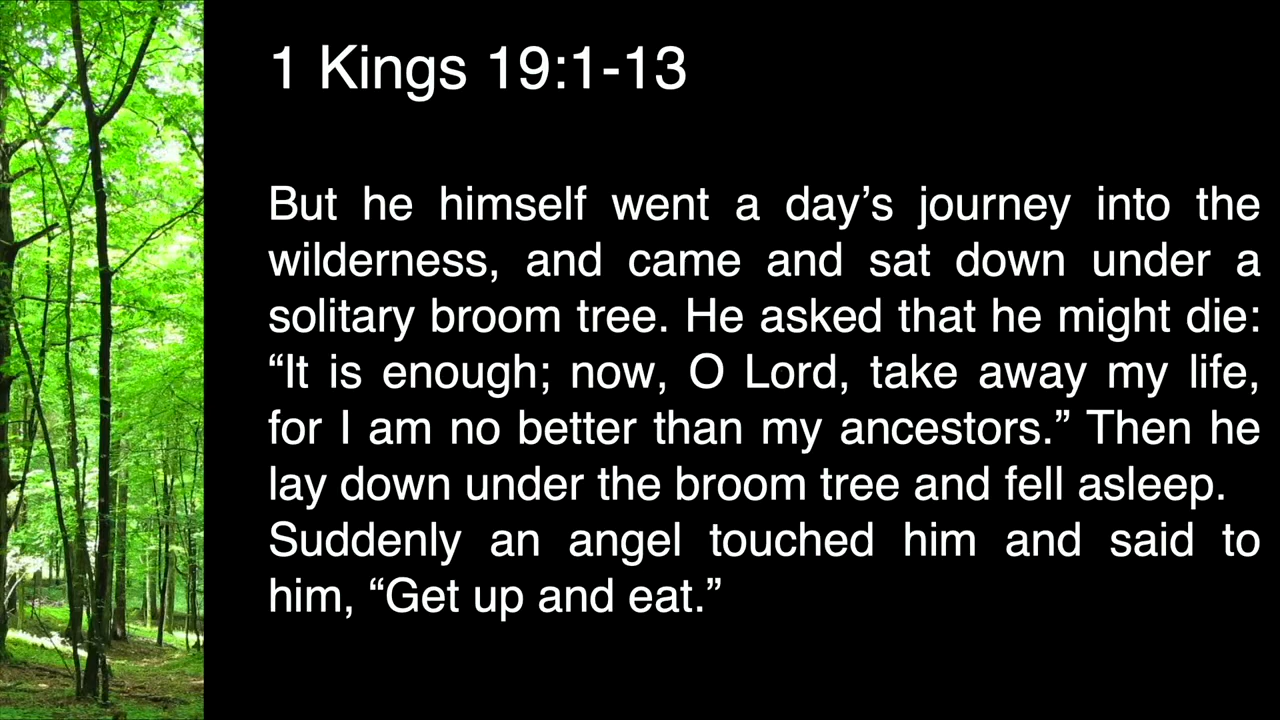 1 Kings 19:1-13
But he himself went a day’s journey into the
wilderness, and came and sat down under a
solitary broom tree. He asked that he might die:
“It is enough; now, O Lord, take away my life,
for I am no better than my ancestors.” Then he
lay down under the broom tree and fell asleep.
Suddenly an angel touched him and said to
him, “Get up and eat.”